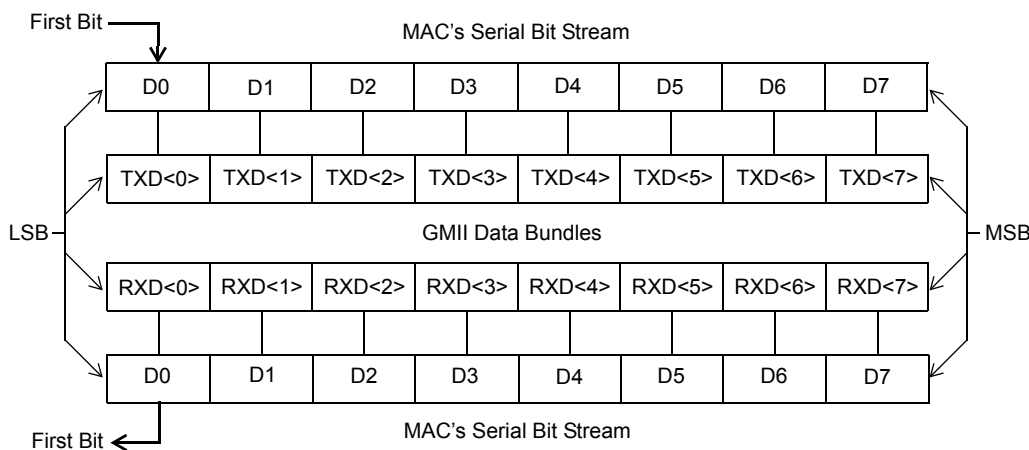 First Bit
MAC's Serial Bit Stream
D0 D1 D2 D3 D4 D5 D6 D7
TXD<0> TXD<1> TXD<2> TXD<3> TXD<4> TXD<5> TXD<6> TXD<7>
LSB GMII Data Bundles MSB
RXD<0> RXD<1> RXD<2> RXD<3> RXD<4> RXD<5> RXD<6> RXD<7>
D0 D1 D2 D3 D4 D5 D6 D7
MAC's Serial Bit Stream
First Bit